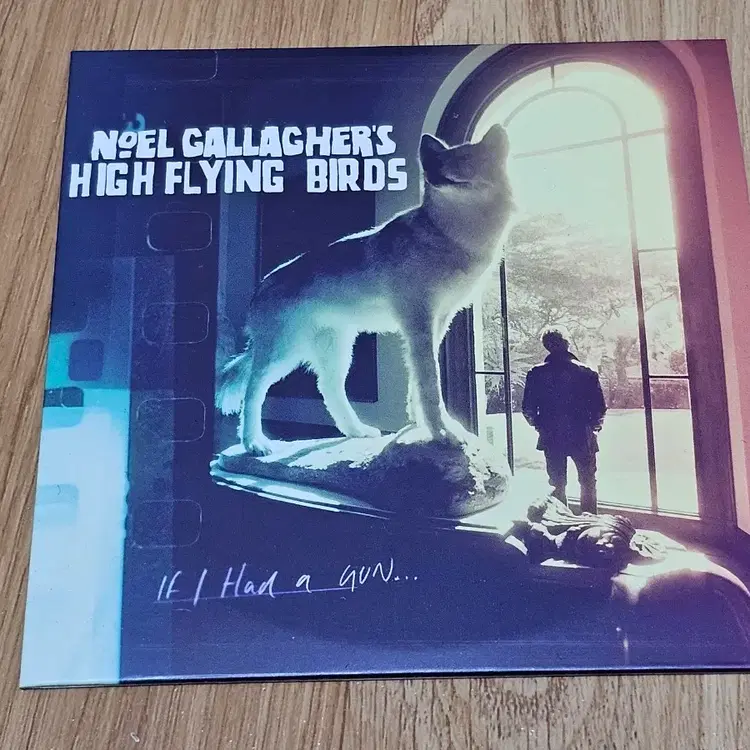 NOEL GALLAGHER'S
HIGH FLYING BIRDS
If I Had a GUN...